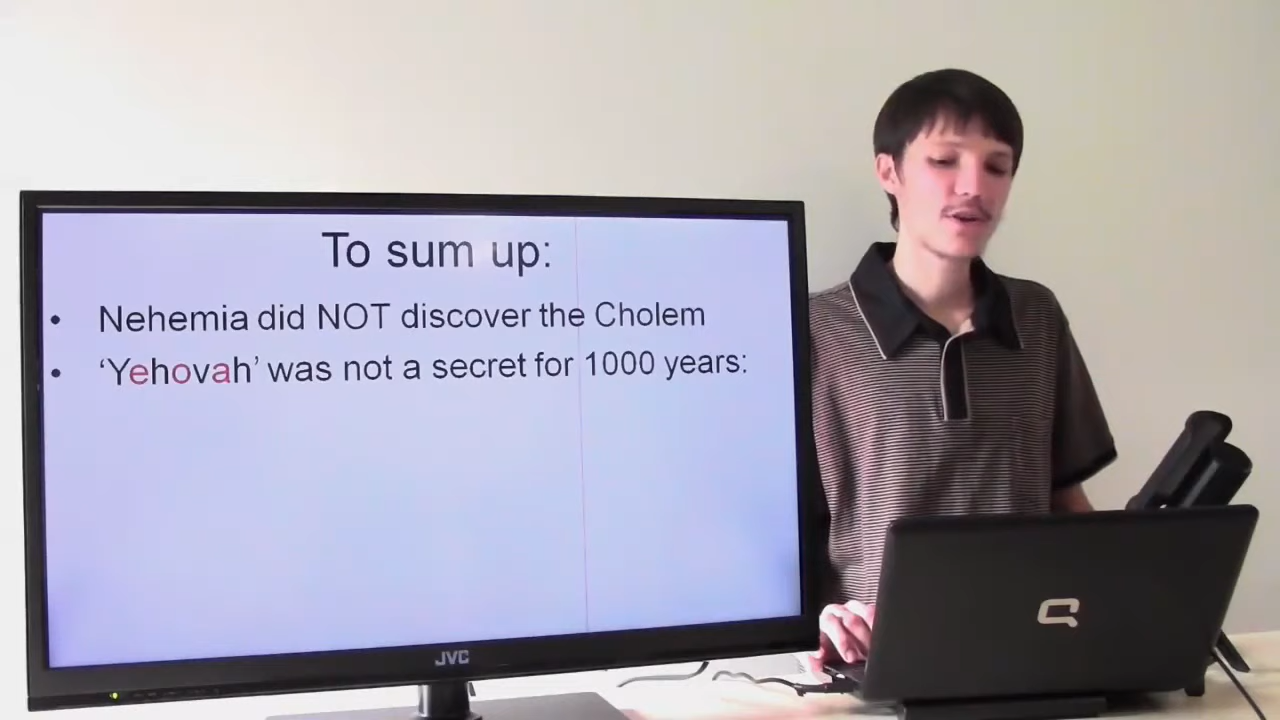 To sum up:
• Nehemia did NOT discover the Cholem
• ‘Yehovah’ was not a secret for 1000 years:
JVC